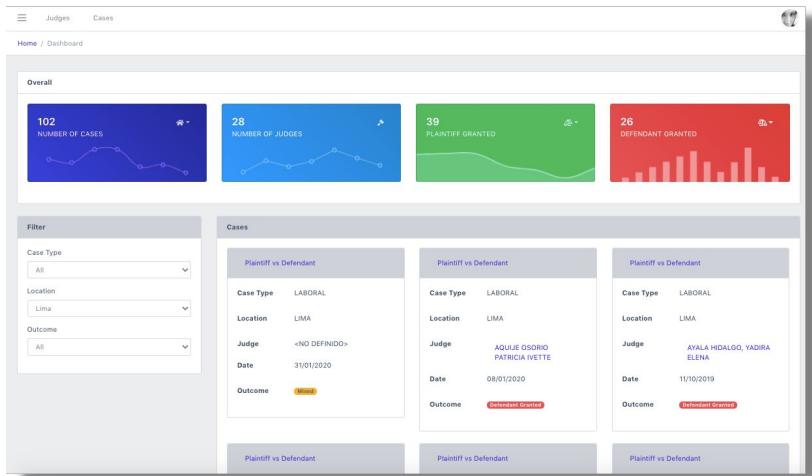 Judges Cases
Home / Dashboard
Overall
102
NUMBER OF CASES
28
NUMBER OF JUDGES
39
PLAINTIFF GRANTED
26
DEFENDANT GRANTED
Filter
Case Type
All
Location
Lima
Outcome
All
Cases
Plaintiff vs Defendant
Case Type LABORAL
Location LIMA
Judge <NO DEFINIDO>
Date 31/01/2020
Outcome Mixed
Plaintiff vs Defendant
Case Type LABORAL
Location LIMA
Judge AQUIJE OSORIO
PATRICIA IVETTE
Date 08/01/2020
Outcome Defendant Granted
Plaintiff vs Defendant
Case Type LABORAL
Location LIMA
Judge AYALA HIDALGO, YADIRA
ELENA
Date 11/10/2019
Outcome Defendant Granted
Plaintiff vs Defendant
Plaintiff vs Defendant
Plaintiff vs Defendant